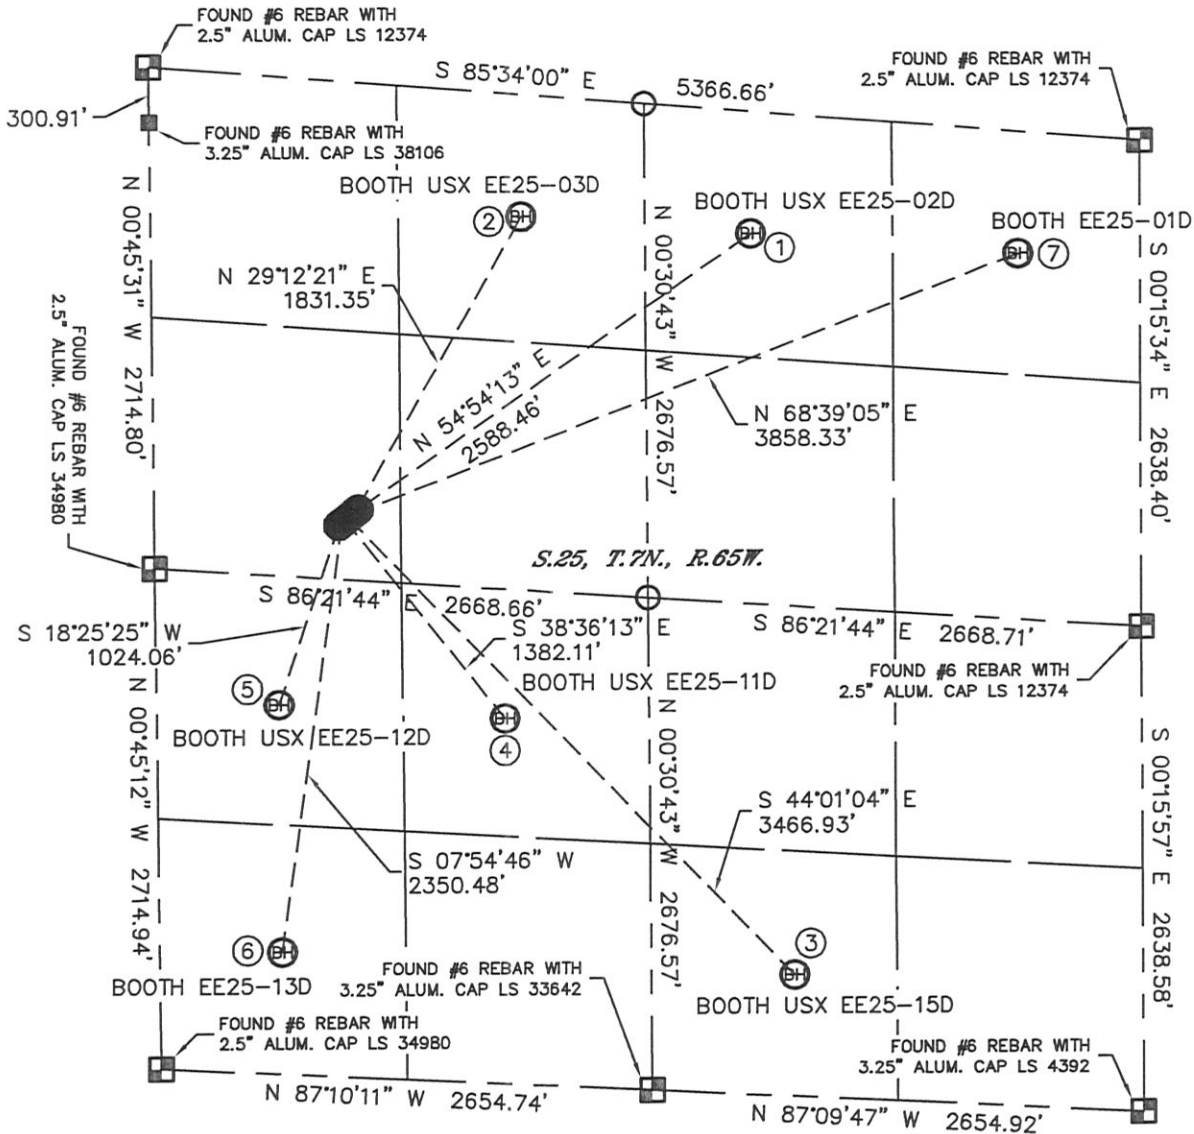 FOUND #6 REBAR WITH
2.5" ALUM. CAP LS 12374
S 85°34'00" E 5366.66'
FOUND #6 REBAR WITH
2.5" ALUM. CAP LS 12374
300.91'
FOUND #6 REBAR WITH
3.25" ALUM. CAP LS 38106
BOOTH USX EE25-03D
BH
2
BOOTH USX EE25-02D
BH
1
BOOTH EE25-01D
BH
7
N 00°45'31" W 2714.80'
N 29°12'21" E
1831.35'
N 00°30'43" W 2676.57'
S 00°15'34" E 2638.40'
FOUND #6 REBAR WITH
2.5" ALUM. CAP LS 34980
N 54°54'13" E
2588.46'
N 68°39'05" E
3858.33'
S.25, T.7N., R.65W.
S 86°21'44" E 2668.66'
S 86°21'44" E 2668.71'
S 18°25'25" W
1024.06'
S 38°36'13" E
1382.11'
FOUND #6 REBAR WITH
2.5" ALUM. CAP LS 12374
5
BH
BOOTH USX EE25-12D
BOOTH USX EE25-11D
BH
4
N 00°45'12" W 2714.94'
N 00°30'43" W 2676.57'
S 00°15'57" E 2638.58'
S 44°01'04" E
3466.93'
S 07°54'46" W
2350.48'
6
BH
BOOTH EE25-13D
3
BH
BOOTH USX EE25-15D
FOUND #6 REBAR WITH
3.25" ALUM. CAP LS 33642
FOUND #6 REBAR WITH
2.5" ALUM. CAP LS 34980
FOUND #6 REBAR WITH
3.25" ALUM. CAP LS 4392
N 87°10'11" W 2654.74'
N 87°09'47" W 2654.92'